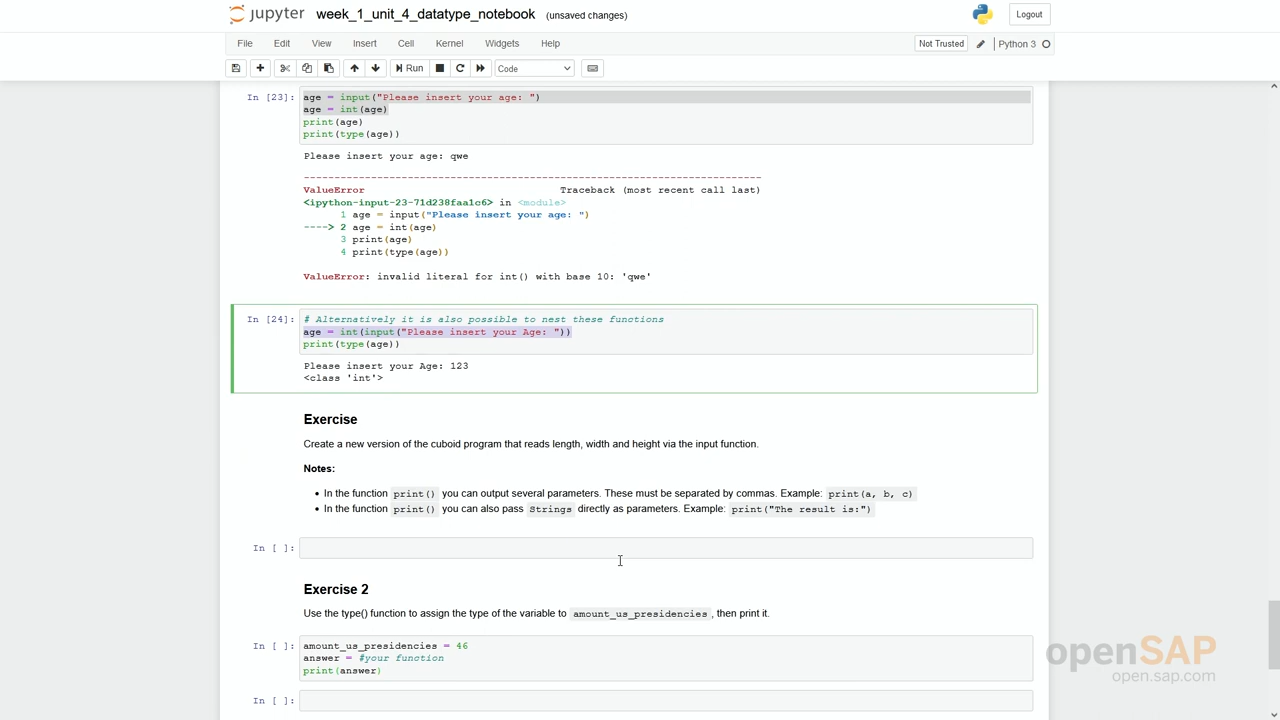 jupyter week_1_unit_4_datatype_notebook (unsaved changes) Logout
File Edit View Insert Cell Kernel Widgets Help Not Trusted Python 3
Run Code
In [23]: age = input("Please insert your age: ")
age = int(age)
print(age)
print(type(age))
Please insert your age: qwe
---------------------------------------------------------------------------
ValueError Traceback (most recent call last)
<ipython-input-23-71d238faa1c6> in <module>
1 age = input("Please insert your age: ")
----> 2 age = int(age)
3 print(age)
4 print(type(age))
ValueError: invalid literal for int() with base 10: 'qwe'
In [24]: # Alternatively it is also possible to nest these functions
age = int(input("Please insert your Age: "))
print(type(age))
Please insert your Age: 123
<class 'int'>
Exercise
Create a new version of the cuboid program that reads length, width and height via the input function.
Notes:
• In the function print() you can output several parameters. These must be separated by commas. Example: print(a, b, c)
• In the function print() you can also pass Strings directly as parameters. Example: print("The result is:")
In [ ]:
Exercise 2
Use the type() function to assign the type of the variable to amount_us_presidencies, then print it.
In [ ]: amount_us_presidencies = 46
answer = #your function
print(answer)
In [ ]:
openSAP
open.sap.com